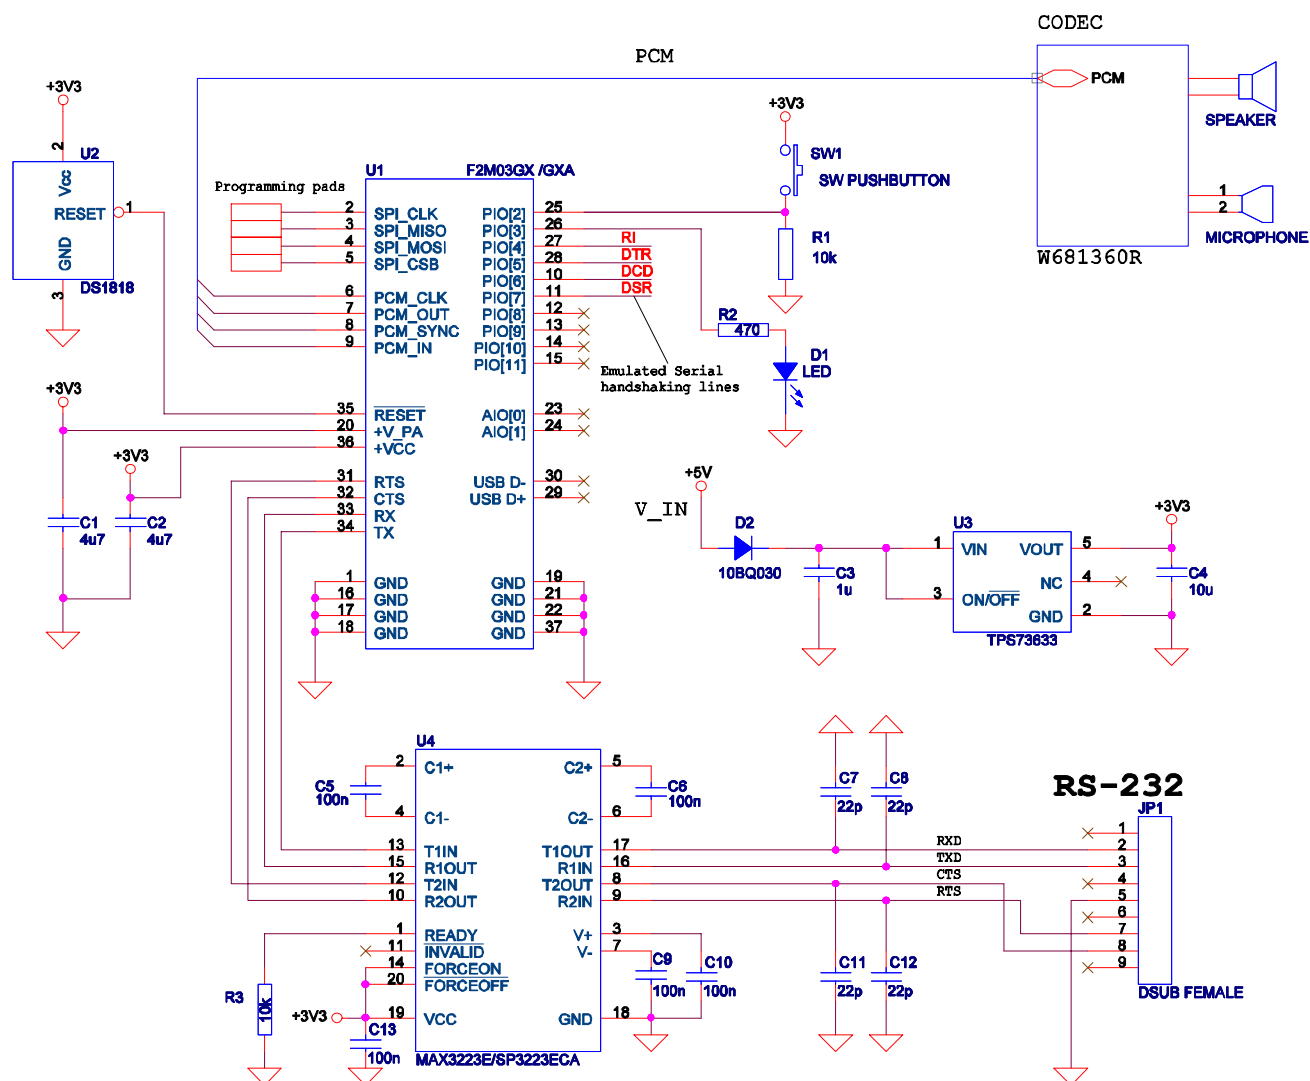 CODEC
PCM
PCM
SPEAKER
1
2
MICROPHONE
W681360R
+3V3
2
U2
Vcc
RESET
1
GND
3
DS1818
Programming pads
U1
F2M03GX /GXA
2 SPI_CLK
3 SPI_MISO
4 SPI_MOSI
5 SPI_CSB
6 PCM_CLK
7 PCM_OUT
8 PCM_SYNC
9 PCM_IN
35 RESET
20 +V_PA
36 +VCC
31 RTS
32 CTS
33 RX
34 TX
1 GND
16 GND
17 GND
18 GND
PIO[2] 25
PIO[3] 26
PIO[4] 27 RI
PIO[5] 28 DTR
PIO[6] 10 DCD
PIO[7] 11 DSR
PIO[8] 12
PIO[9] 13
PIO[10] 14
PIO[11] 15
AIO[0] 23
AIO[1] 24
USB D- 30
USB D+ 29
GND 19
GND 21
GND 22
GND 37
Emulated Serial
handshaking lines
+3V3
SW1
SW PUSHBUTTON
R1
10k
R2
470
D1
LED
+3V3
+3V3
C1
4u7
C2
4u7
+5V
V_IN
D2
10BQ030
C3
1u
U3
1 VIN
3 ON/OFF
VOUT 5
NC 4
GND 2
TPS73633
+3V3
C4
10u
U4
2 C1+
4 C1-
13 T1IN
15 R1OUT
12 T2IN
10 R2OUT
1 READY
11 INVALID
14 FORCEON
20 FORCEOFF
19 VCC
C2+ 5
C2- 6
T1OUT 17
R1IN 16
T2OUT 8
R2IN 9
V+ 3
V- 7
GND 18
MAX3223E/SP3223ECA
C5
100n
C6
100n
R3
10k
+3V3
C13
100n
C9
100n
C10
100n
C7
22p
C8
22p
C11
22p
C12
22p
RXD
TXD
CTS
RTS
RS-232
JP1
1
2
3
4
5
6
7
8
9
DSUB FEMALE